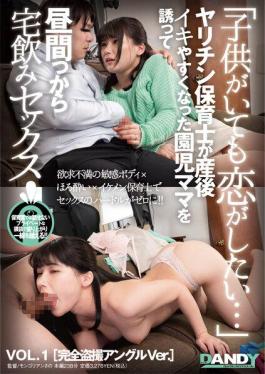 「子供がいても恋がしたい…」
ヤリチン保育士が産後
イキやすくなった園児ママを
誘って
昼間っから
宅飲みセックス
欲求不満の敏感ボディ×
ほろ酔い×イケメン保育士で
セックスのハードルがゼロに!!
VOL.1［完全盗撮アングルVer.］
DANDY